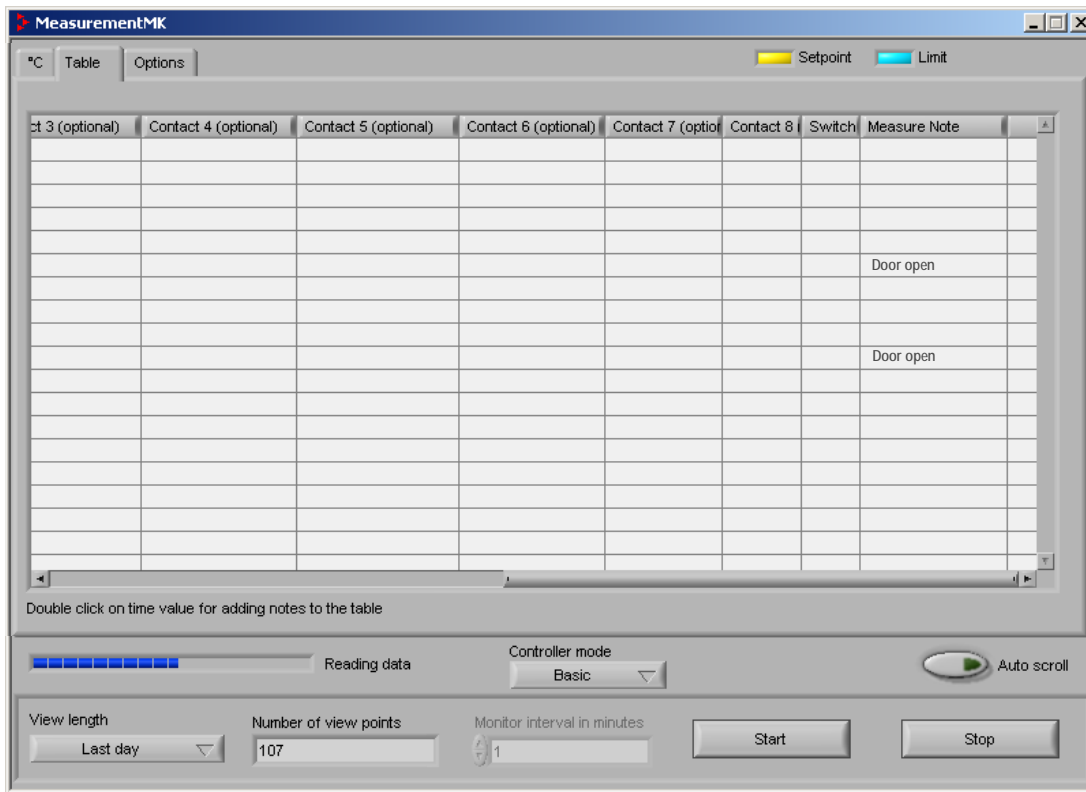 MeasurementMK
°C Table Options Setpoint Limit
ct 3 (optional) Contact 4 (optional) Contact 5 (optional) Contact 6 (optional) Contact 7 (option Contact 8 ( Switch Measure Note
Door open
Door open
Double click on time value for adding notes to the table
Reading data
Controller mode
Basic
Auto scroll
View length
Last day
Number of view points
107
Monitor interval in minutes
1
Start
Stop